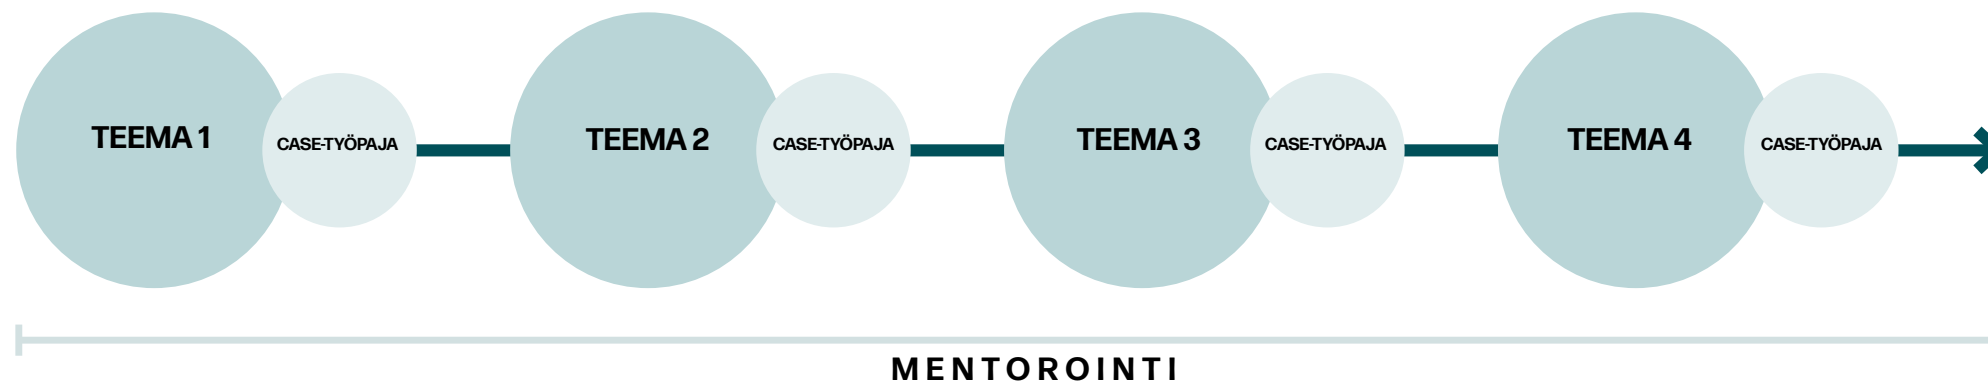 TEEMA 1
CASE-TYÖPAJA
TEEMA 2
CASE-TYÖPAJA
TEEMA 3
CASE-TYÖPAJA
TEEMA 4
CASE-TYÖPAJA
MENTOROINTI